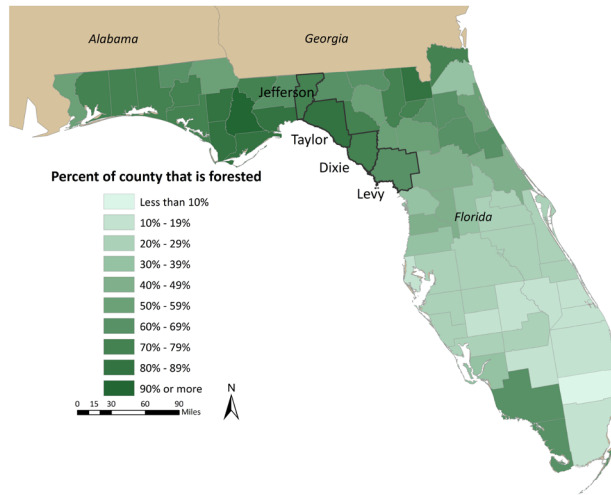 Alabama
Georgia
Jefferson
Taylor
Dixie
Levy
Florida
Percent of county that is forested
Less than 10%
10% - 19%
20% - 29%
30% - 39%
40% - 49%
50% - 59%
60% - 69%
70% - 79%
80% - 89%
90% or more
N
0 15 30 60 90
Miles